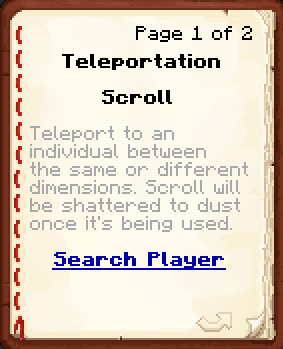 Page 1 of 2
Teleportation
Scroll
Teleport to an
individual between
the same or different
dimensions. Scroll will
be shattered to dust
once it's being used.
Search Player